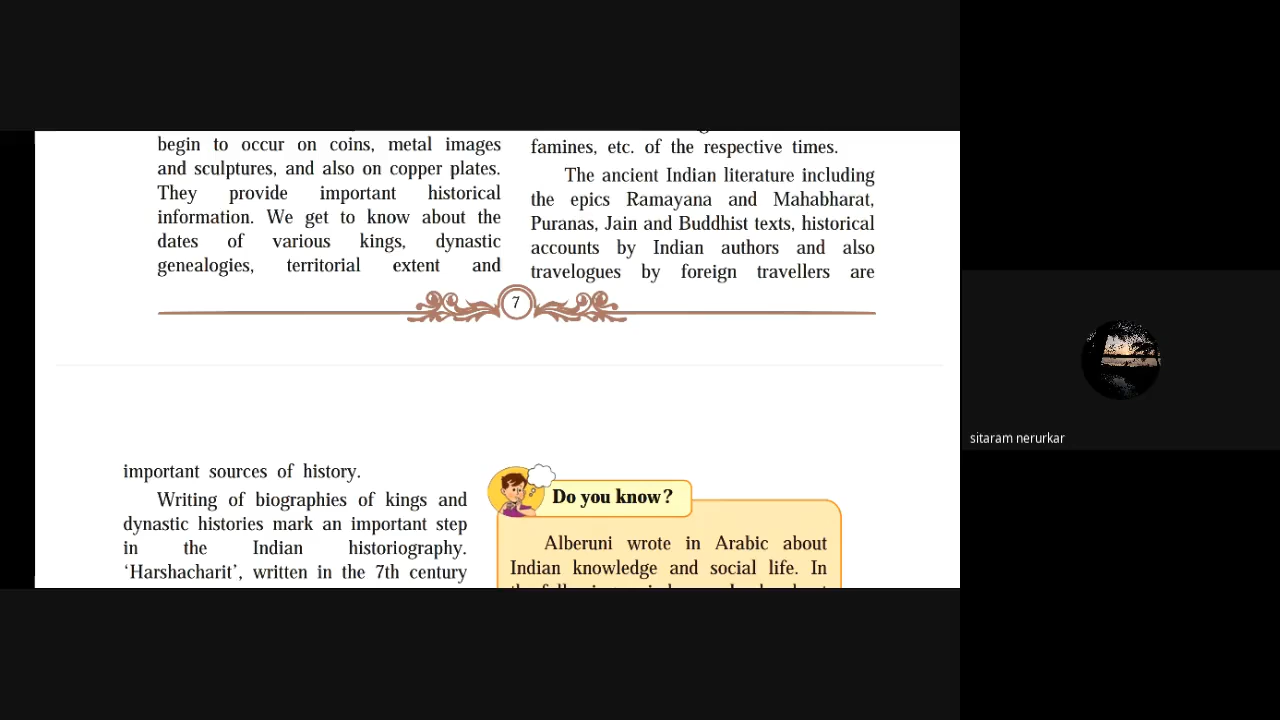 begin to occur on coins, metal images
and sculptures, and also on copper plates.
They provide important historical
information. We get to know about the
dates of various kings, dynastic
genealogies, territorial extent and
famines, etc. of the respective times.
The ancient Indian literature including
the epics Ramayana and Mahabharat,
Puranas, Jain and Buddhist texts, historical
accounts by Indian authors and also
travelogues by foreign travellers are
7
important sources of history.
Writing of biographies of kings and
dynastic histories mark an important step
in the Indian historiography.
‘Harshacharit’, written in the 7th century
Do you know?
Alberuni wrote in Arabic about
Indian knowledge and social life. In
sitaram nerurkar